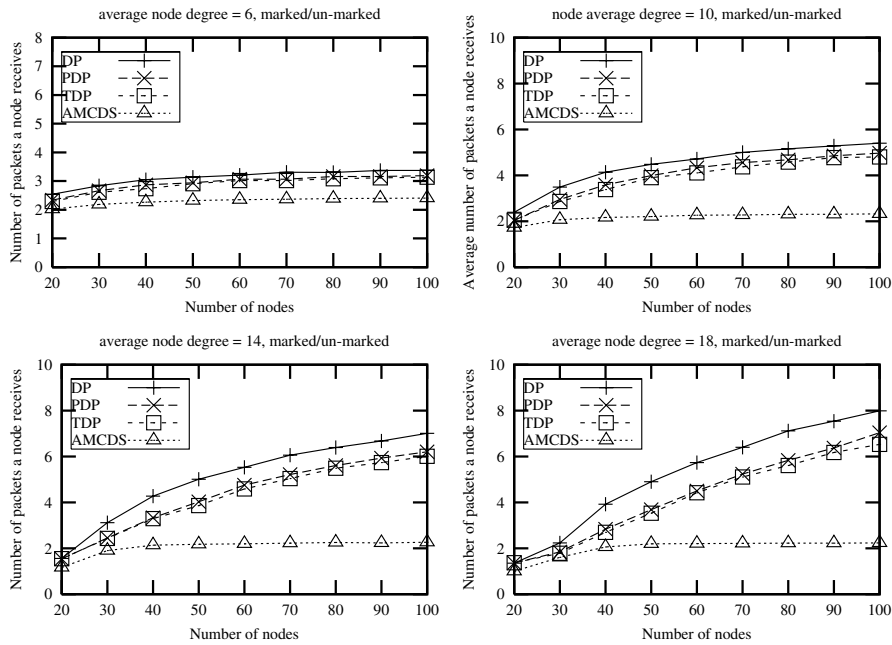 average node degree = 6, marked/un-marked
Number of packets a node receives
8
7
6
5
4
3
2
1
0
DP
PDP
TDP
AMCDS
20 30 40 50 60 70 80 90 100
Number of nodes
node average degree = 10, marked/un-marked
Average number of packets a node receives
10
8
6
4
2
0
DP
PDP
TDP
AMCDS
20 30 40 50 60 70 80 90 100
Number of nodes
average node degree = 14, marked/un-marked
Number of packets a node receives
10
8
6
4
2
0
DP
PDP
TDP
AMCDS
20 30 40 50 60 70 80 90 100
Number of nodes
average node degree = 18, marked/un-marked
Number of packets a node receives
10
8
6
4
2
0
DP
PDP
TDP
AMCDS
20 30 40 50 60 70 80 90 100
Number of nodes